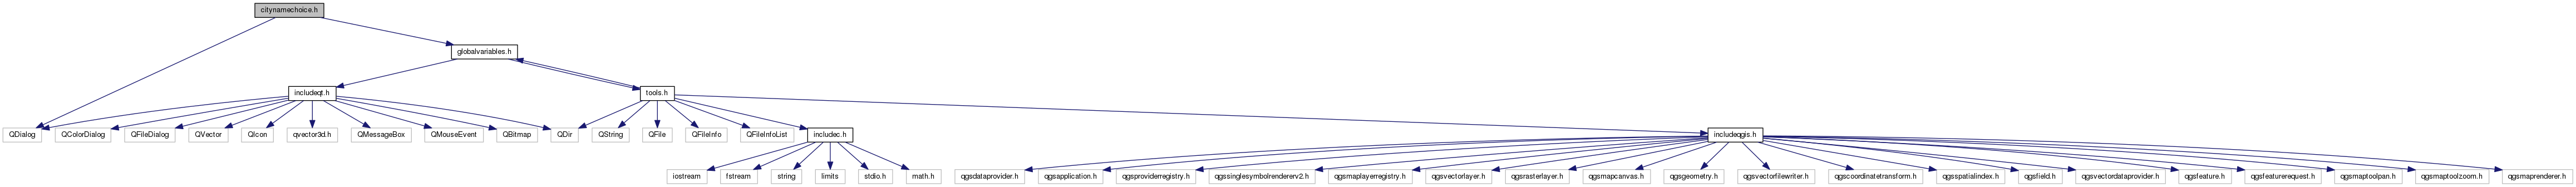 citynamechoice.h
globalvariables.h
includeqt.h
tools.h
QDialog
QColorDialog
QFileDialog
QVector
QIcon
qvector3d.h
QMessageBox
QMouseEvent
QBitmap
QDir
QString
QFile
QFileInfo
QFileInfoList
includec.h
includeqgis.h
iostream
fstream
string
limits
stdio.h
math.h
qgsdataprovider.h
qgsapplication.h
qgsproviderregistry.h
qgssinglesymbolrendererv2.h
qgsmaplayerregistry.h
qgsvectorlayer.h
qgsrasterlayer.h
qgsmapcanvas.h
qgsgeometry.h
qgsvectorfilewriter.h
qgscoordinatetransform.h
qgsspatialindex.h
qgsfield.h
qgsvectordataprovider.h
qgsfeature.h
qgsfeaturerequest.h
qgsmaptoolpan.h
qgsmaptoolzoom.h
qgsmaprenderer.h